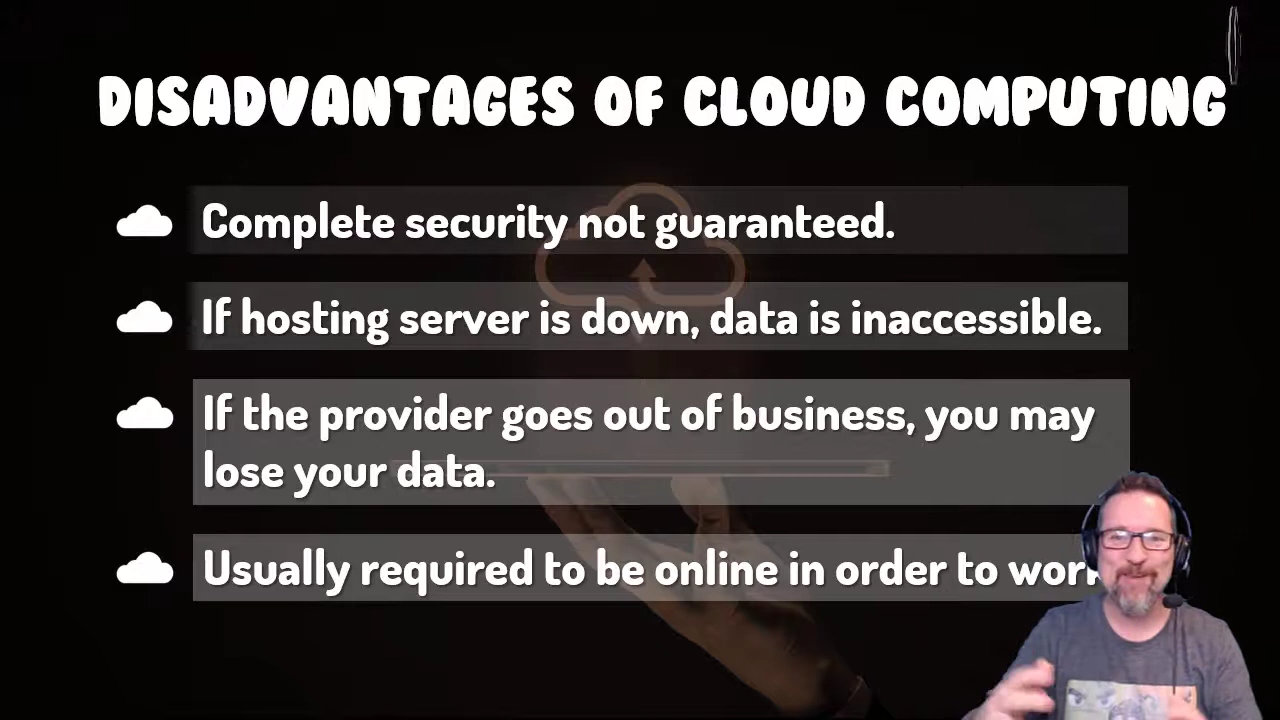 DISADVANTAGES OF CLOUD COMPUTING
Complete security not guaranteed.
If hosting server is down, data is inaccessible.
If the provider goes out of business, you may
lose your data.
Usually required to be online in order to work